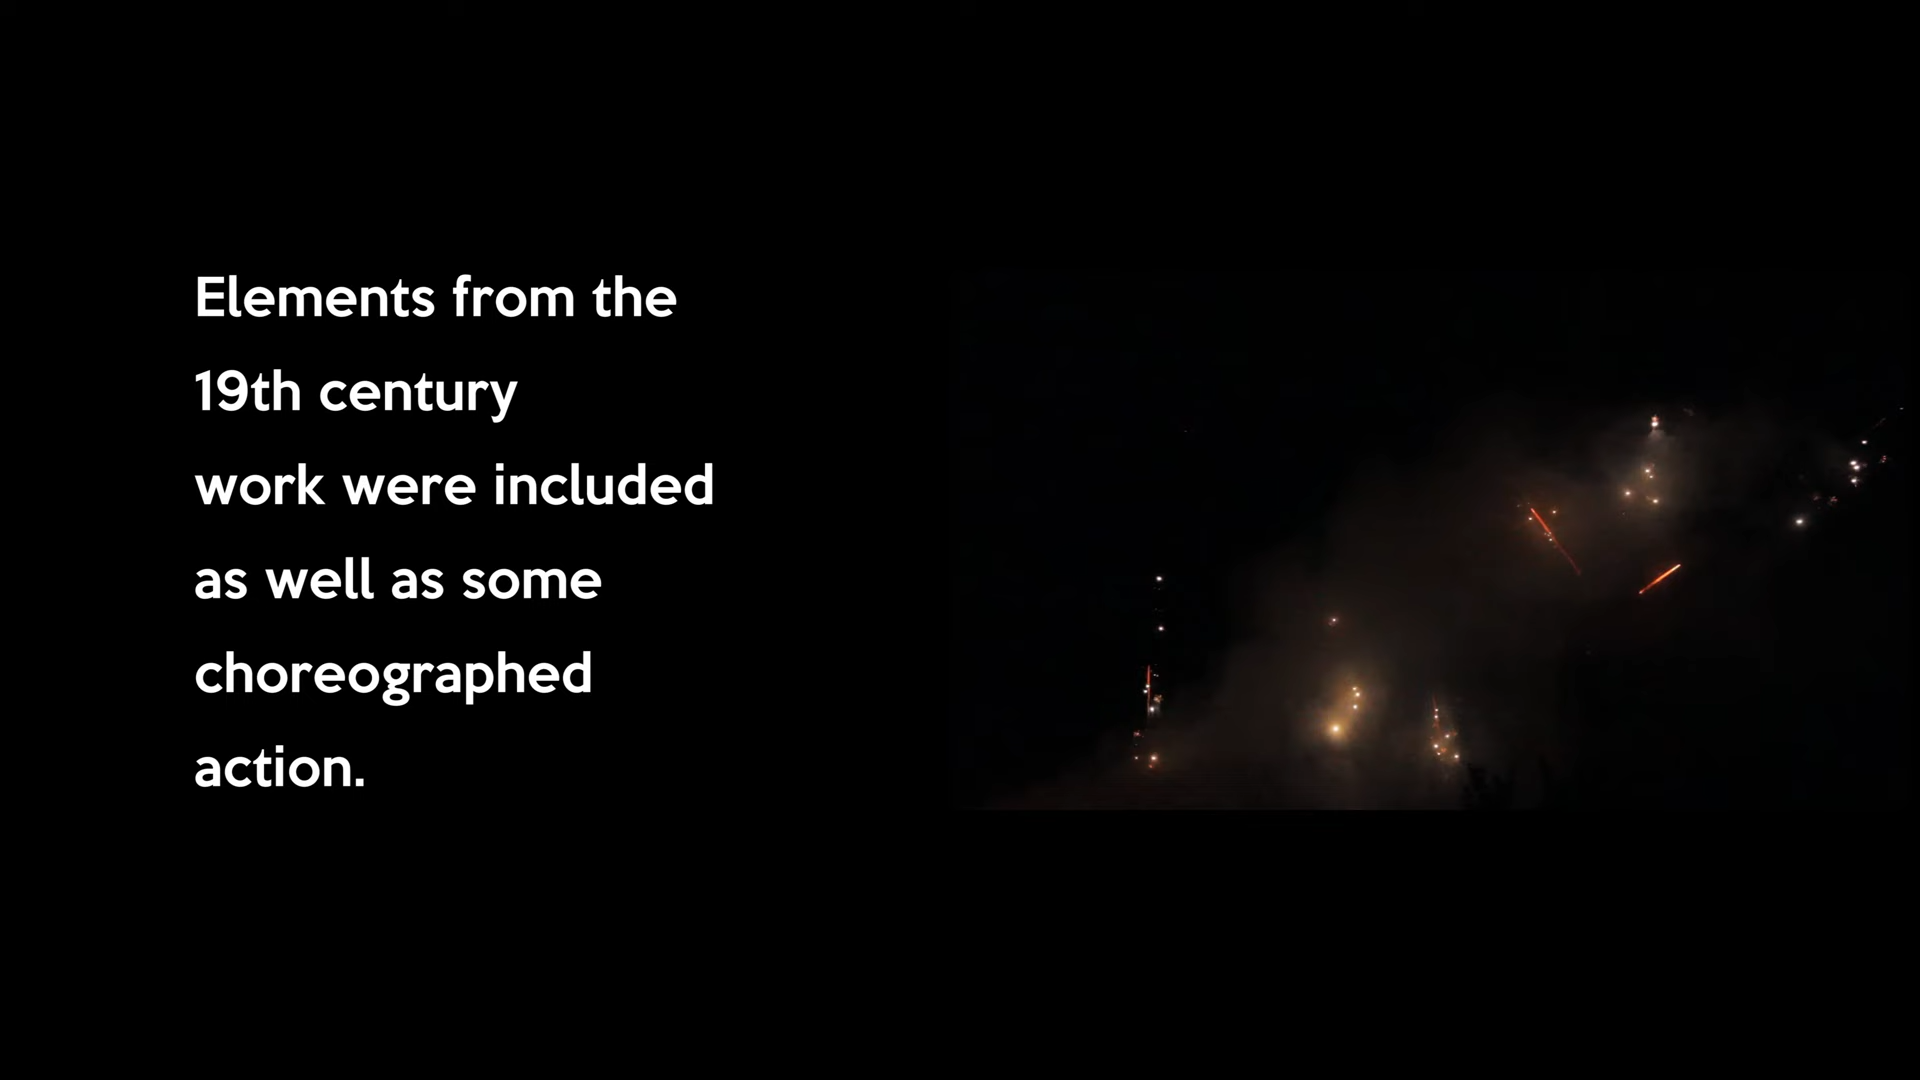 Elements from the
19th century
work were included
as well as some
choreographed
action.